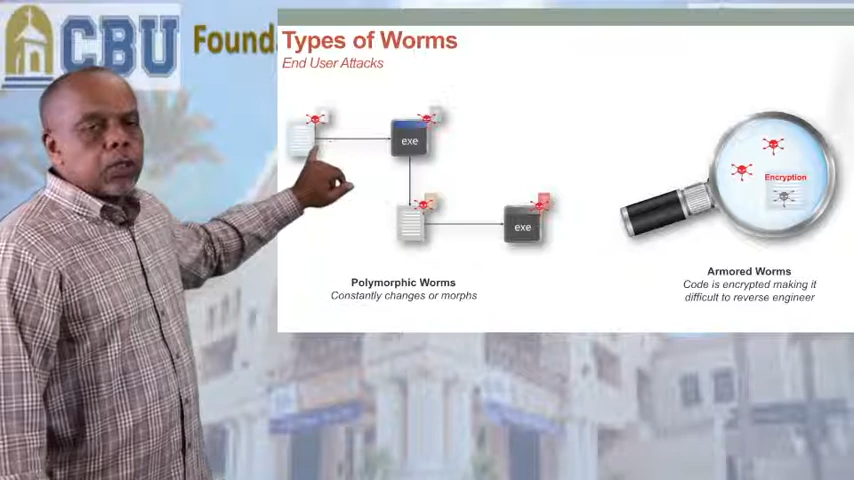 CBU
Found
Types of Worms
End User Attacks
exe
exe
Encryption
Polymorphic Worms
Constantly changes or morphs
Armored Worms
Code is encrypted making it
difficult to reverse engineer